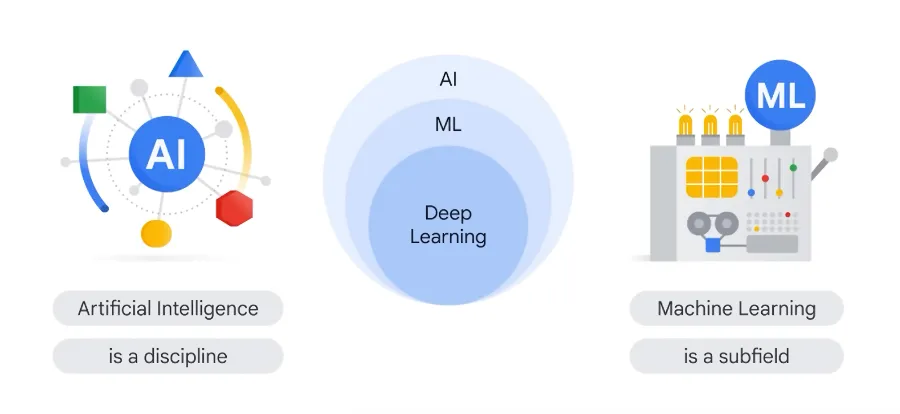 AI
Artificial Intelligence
is a discipline
AI
ML
Deep
Learning
ML
Machine Learning
is a subfield